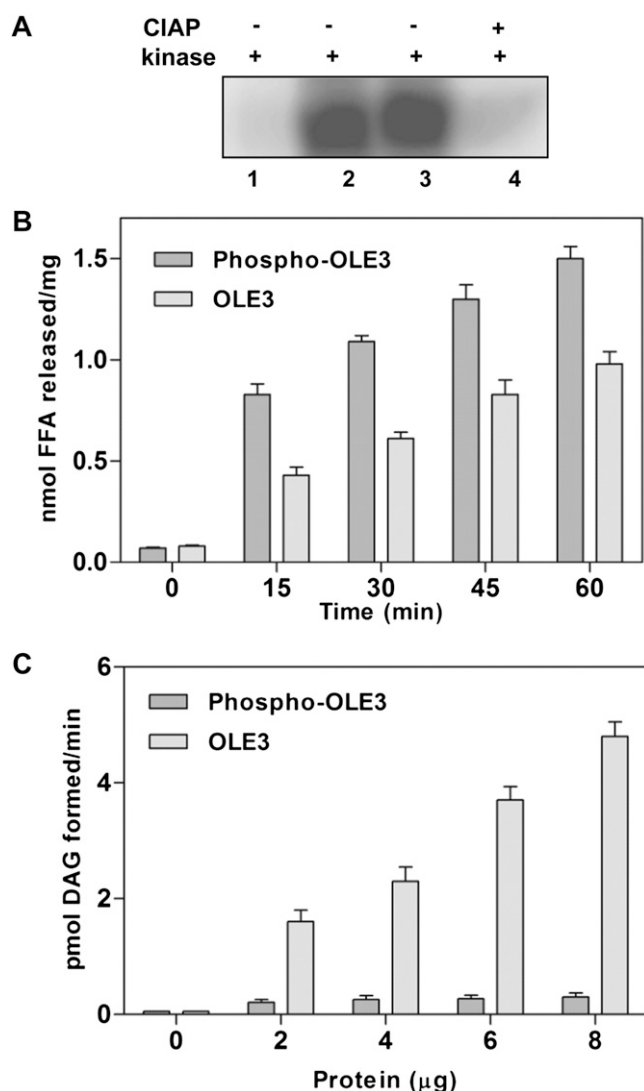 A
CIAP - - - +
kinase + + + +
1 2 3 4
B
Phospho-OLE3
OLE3
nmol FFA released/mg
1.5
1.0
0.5
0.0
0 15 30 45 60
Time (min)
C
Phospho-OLE3
OLE3
pmol DAG formed/min
6
4
2
0
0 2 4 6 8
Protein (μg)